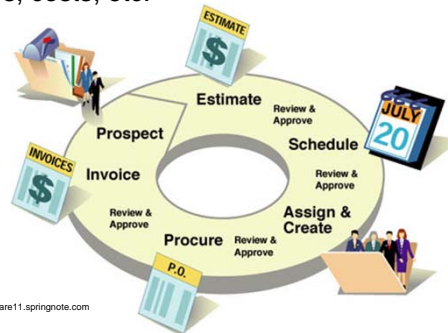 costs, etc.
ESTIMATE
$
Estimate
Review &
Approve
JULY
20
Schedule
Review &
Approve
Assign &
Create
Review &
Approve
Procure
P.O.
Review &
Approve
Invoice
INVOICES
$
Prospect
are11.springnote.com